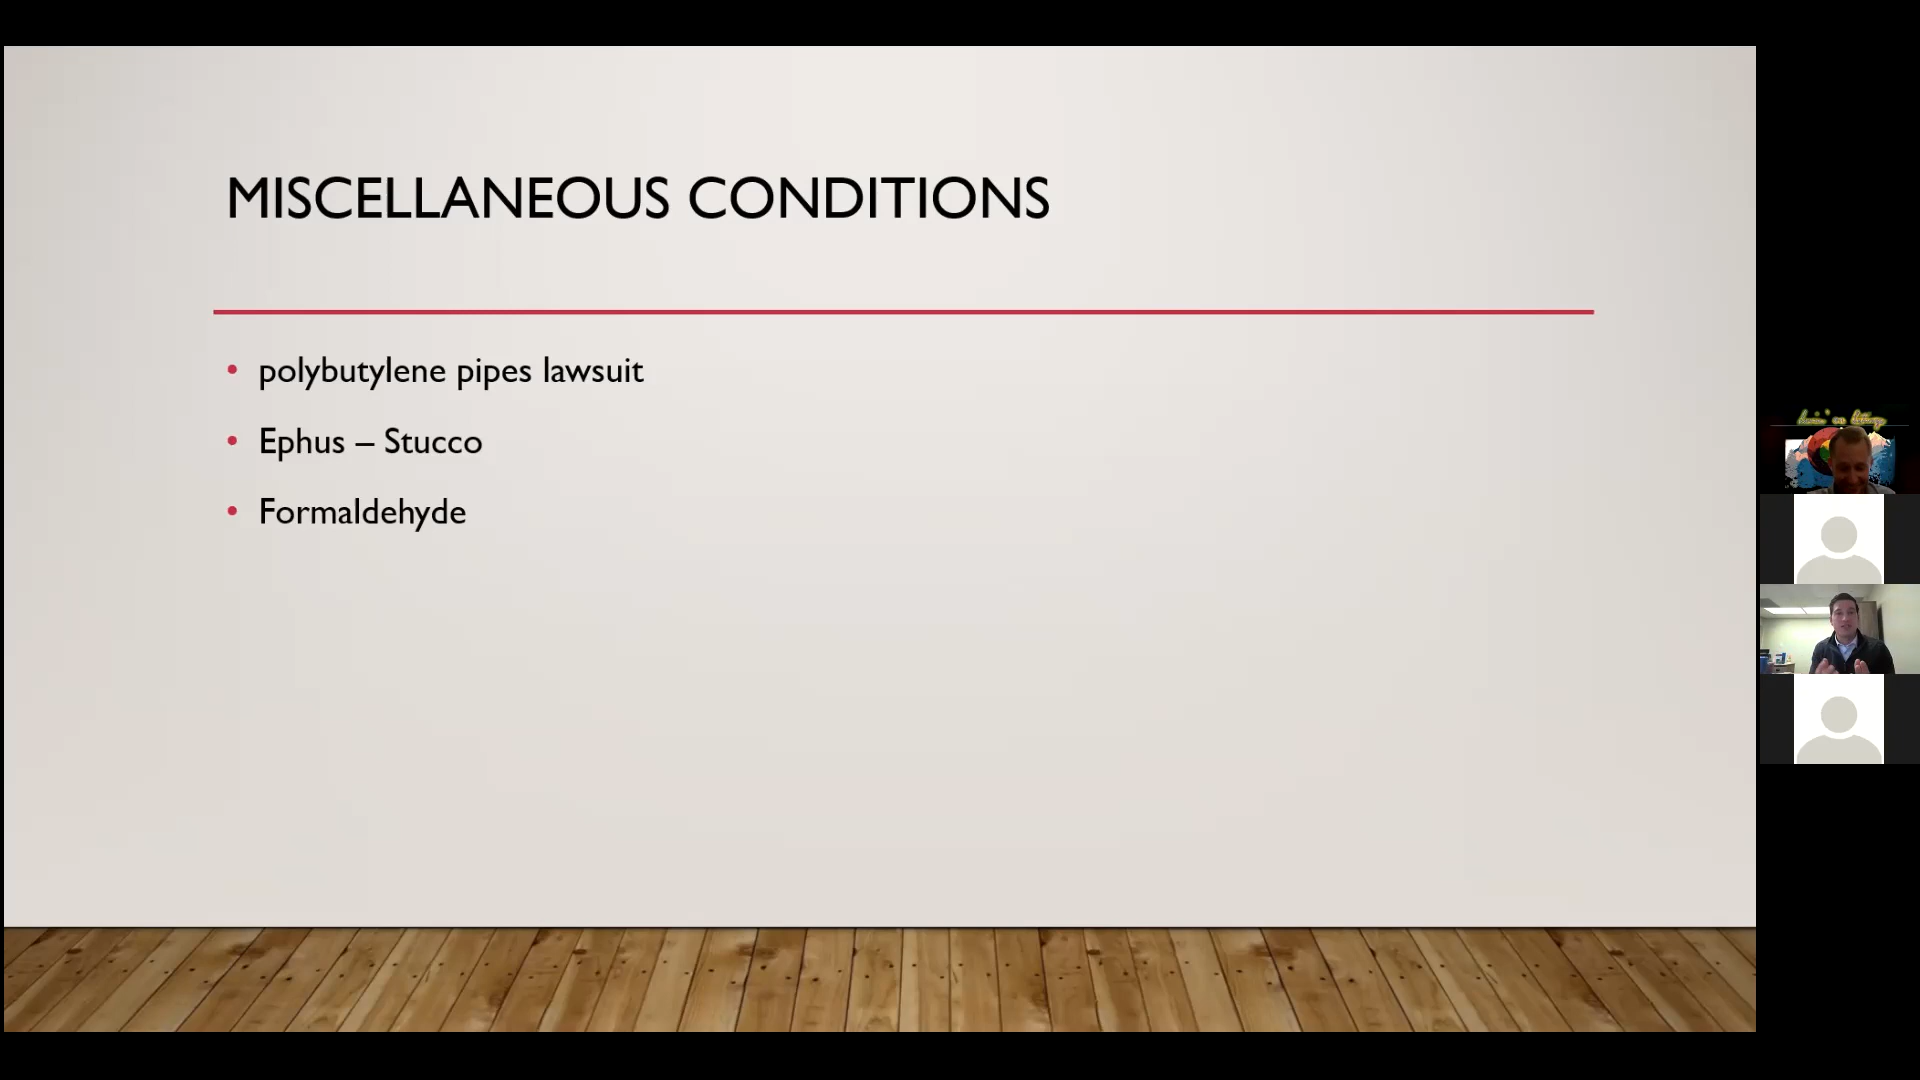 MISCELLANEOUS CONDITIONS
• polybutylene pipes lawsuit
• Ephus – Stucco
• Formaldehyde